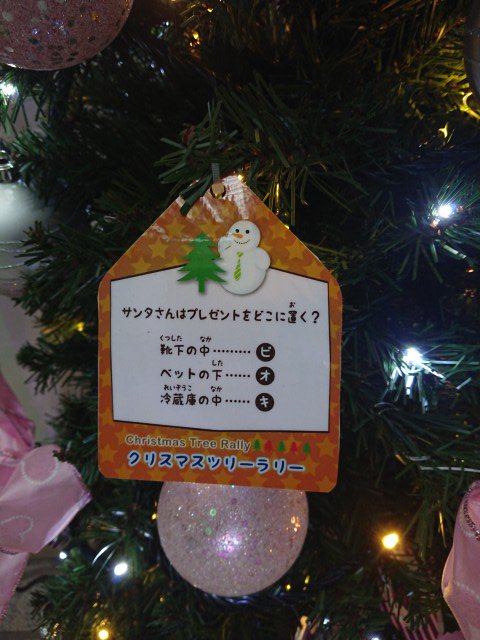 サンタさんはプレゼントをどこに置く？
靴下の中………ビ
ベットの下……オ
冷蔵庫の中……キ
Christmas Tree Rally
クリスマスツリーラリー